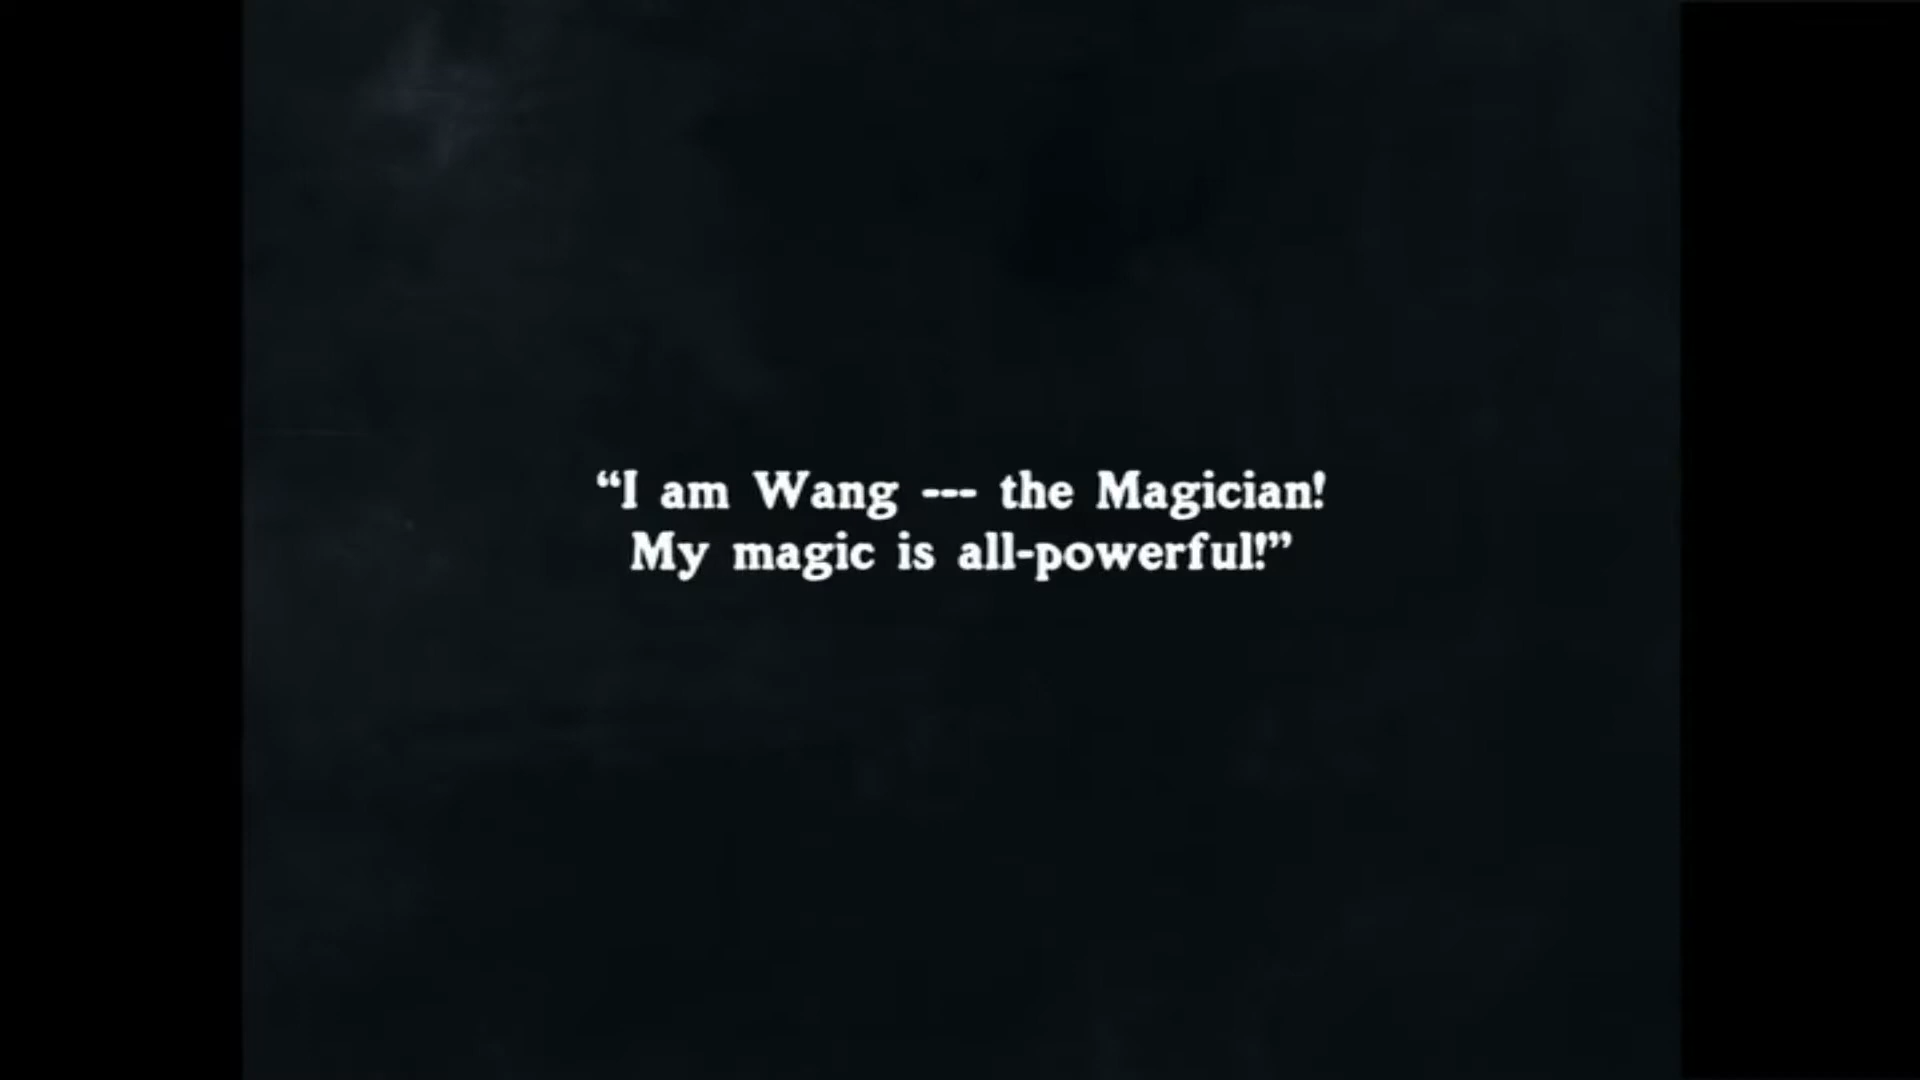 “I am Wang --- the Magician!
My magic is all-powerful!”